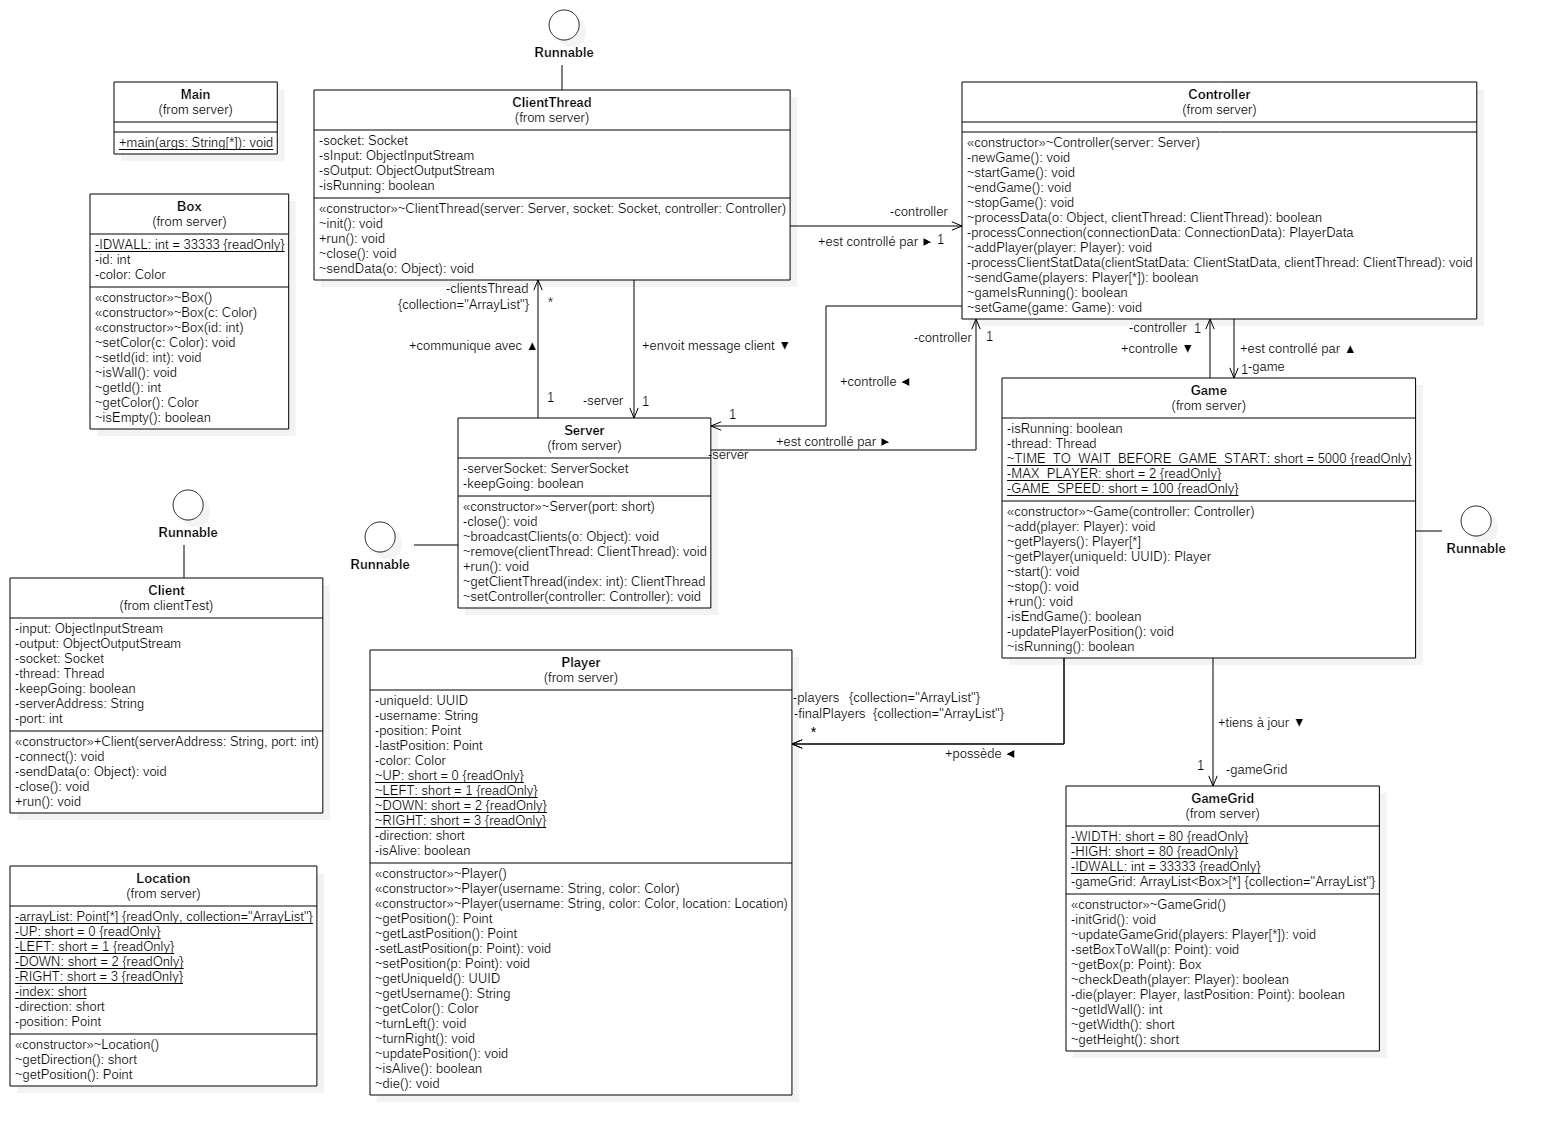 Runnable
Main
(from server)
+main(args: String[*]): void
ClientThread
(from server)
-socket: Socket
-sInput: ObjectInputStream
-sOutput: ObjectOutputStream
-isRunning: boolean
«constructor»~ClientThread(server: Server, socket: Socket, controller: Controller)
~init(): void
+run(): void
~close(): void
~sendData(o: Object): void
Controller
(from server)
«constructor»~Controller(server: Server)
-newGame(): void
~startGame(): void
~endGame(): void
~stopGame(): void
~processData(o: Object, clientThread: ClientThread): boolean
-processConnection(connectionData: ConnectionData): PlayerData
~addPlayer(player: Player): void
-processClientStatData(clientStatData: ClientStatData, clientThread: ClientThread): void
~sendGame(players: Player[*]): boolean
~gameIsRunning(): boolean
~setGame(game: Game): void
-controller
+est controllé par ► 1
Box
(from server)
-IDWALL: int = 33333 {readOnly}
-id: int
-color: Color
«constructor»~Box()
«constructor»~Box(c: Color)
«constructor»~Box(id: int)
~setColor(c: Color): void
~setId(id: int): void
~isWall(): void
~getId(): int
~getColor(): Color
~isEmpty(): boolean
-clientsThread
{collection="ArrayList"}
*
+communique avec ▲
1
+envoit message client ▼
-server
1
-controller
1
+controlle ◄
1
+est controllé par ►
-server
-controller
1
+controlle ▼
+est controllé par ▲
1
-game
Server
(from server)
-serverSocket: ServerSocket
-keepGoing: boolean
«constructor»~Server(port: short)
-close(): void
~broadcastClients(o: Object): void
~remove(clientThread: ClientThread): void
+run(): void
~getClientThread(index: int): ClientThread
~setController(controller: Controller): void
Runnable
Game
(from server)
-isRunning: boolean
-thread: Thread
~TIME_TO_WAIT_BEFORE_GAME_START: short = 5000 {readOnly}
-MAX_PLAYER: short = 2 {readOnly}
-GAME_SPEED: short = 100 {readOnly}
«constructor»~Game(controller: Controller)
~add(player: Player): void
~getPlayers(): Player[*]
~getPlayer(uniqueId: UUID): Player
~start(): void
~stop(): void
+run(): void
-isEndGame(): boolean
-updatePlayerPosition(): void
~isRunning(): boolean
Runnable
Runnable
Client
(from clientTest)
-input: ObjectInputStream
-output: ObjectOutputStream
-socket: Socket
-thread: Thread
-keepGoing: boolean
-serverAddress: String
-port: int
«constructor»+Client(serverAddress: String, port: int)
-connect(): void
-sendData(o: Object): void
-close(): void
+run(): void
Player
(from server)
-uniqueId: UUID
-username: String
-position: Point
-lastPosition: Point
-color: Color
~UP: short = 0 {readOnly}
~LEFT: short = 1 {readOnly}
~DOWN: short = 2 {readOnly}
~RIGHT: short = 3 {readOnly}
-direction: short
-isAlive: boolean
«constructor»~Player()
«constructor»~Player(username: String, color: Color)
«constructor»~Player(username: String, color: Color, location: Location)
~getPosition(): Point
~getLastPosition(): Point
-setLastPosition(p: Point): void
~setPosition(p: Point): void
~getUniqueId(): UUID
~getUsername(): String
~getColor(): Color
~turnLeft(): void
~turnRight(): void
~updatePosition(): void
~isAlive(): boolean
~die(): void
-players {collection="ArrayList"}
-finalPlayers {collection="ArrayList"}
*
+possède ◄
+tiens à jour ▼
1
-gameGrid
Location
(from server)
-arrayList: Point[*] {readOnly, collection="ArrayList"}
-UP: short = 0 {readOnly}
-LEFT: short = 1 {readOnly}
-DOWN: short = 2 {readOnly}
-RIGHT: short = 3 {readOnly}
-index: short
-direction: short
-position: Point
«constructor»~Location()
~getDirection(): short
~getPosition(): Point
GameGrid
(from server)
-WIDTH: short = 80 {readOnly}
-HIGH: short = 80 {readOnly}
-IDWALL: int = 33333 {readOnly}
-gameGrid: ArrayList<Box>[*] {collection="ArrayList"}
«constructor»~GameGrid()
-initGrid(): void
~updateGameGrid(players: Player[*]): void
-setBoxToWall(p: Point): void
~getBox(p: Point): Box
~checkDeath(player: Player): boolean
-die(player: Player, lastPosition: Point): boolean
~getIdWall(): int
~getWidth(): short
~getHeight(): short